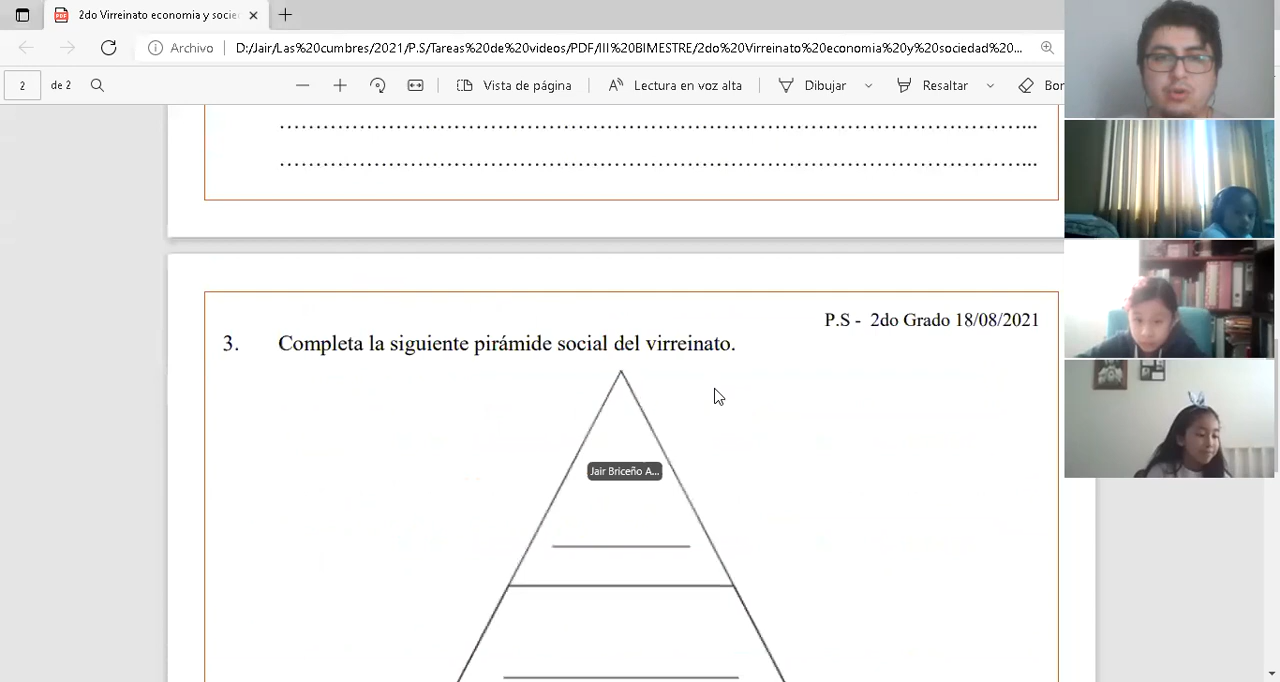 2do Virreinato economia y socie
Archivo
D:/Jair/Las%20cumbres/2021/P.S/Tareas%20de%20videos/PDF/III%20BIMESTRE/2do%20Virreinato%20economia%20y%20sociedad%20...
2 de 2
Vista de página
Lectura en voz alta
Dibujar
Resaltar
Bor
P.S - 2do Grado 18/08/2021
3. Completa la siguiente pirámide social del virreinato.
Jair Briceño A...